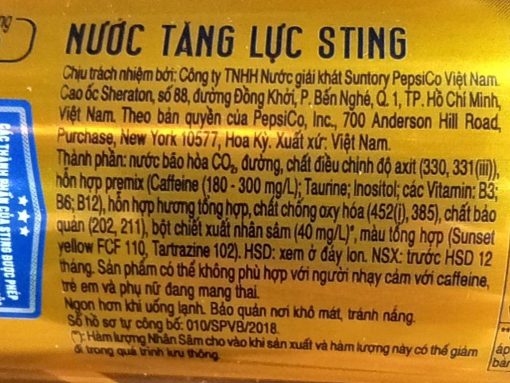 NƯỚC TĂNG LỰC STING
Chịu trách nhiệm bởi: Công ty TNHH Nước giải khát Suntory PepsiCo Việt Nam.
Cao ốc Sheraton, số 88, đường Đồng Khởi, P. Bến Nghé, Q. 1, TP. Hồ Chí Minh,
Việt Nam. Theo bản quyền của PepsiCo, Inc., 700 Anderson Hill Road,
Purchase, New York 10577, Hoa Kỳ. Xuất xứ: Việt Nam.
Thành phần: nước bão hòa CO₂, đường, chất điều chỉnh độ axit (330, 331(iii)),
hỗn hợp premix (Caffeine (180 - 300 mg/L); Taurine; Inositol; các Vitamin: B3;
B6; B12), hỗn hợp hương tổng hợp, chất chống oxy hóa (452(i), 385), chất bảo
quản (202, 211), bột chiết xuất nhân sâm (40 mg/L)*, màu tổng hợp (Sunset
yellow FCF 110, Tartrazine 102). HSD: xem ở đáy lon. NSX: trước HSD 12
tháng. Sản phẩm có thể không phù hợp với người nhạy cảm với caffeine,
trẻ em và phụ nữ đang mang thai.
Ngon hơn khi uống lạnh. Bảo quản nơi khô mát, tránh nắng.
Số hồ sơ tự công bố: 010/SPVB/2018.
(*): Hàm lượng Nhân Sâm cho vào khi sản xuất và hàm lượng này có thể giảm
đi trong quá trình lưu thông.
CÁC THÀNH PHẦN CỦA STING ĐƯỢC PHÉP